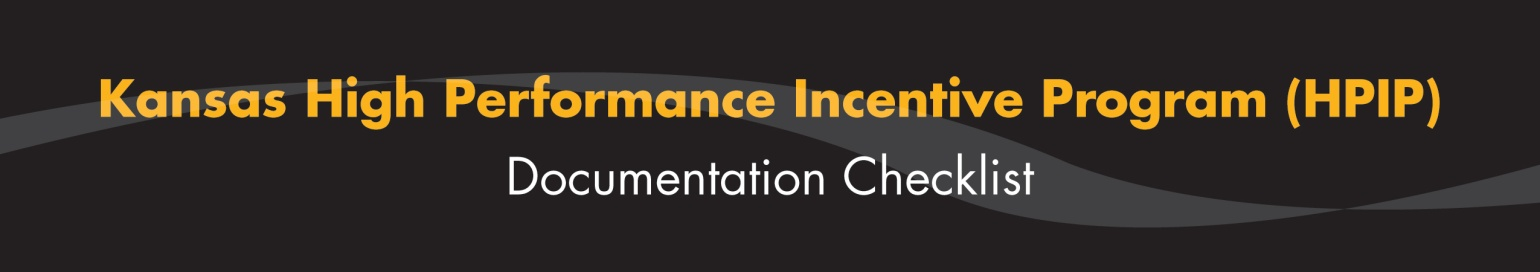 Kansas High Performance Incentive Program (HPIP)
Documentation Checklist